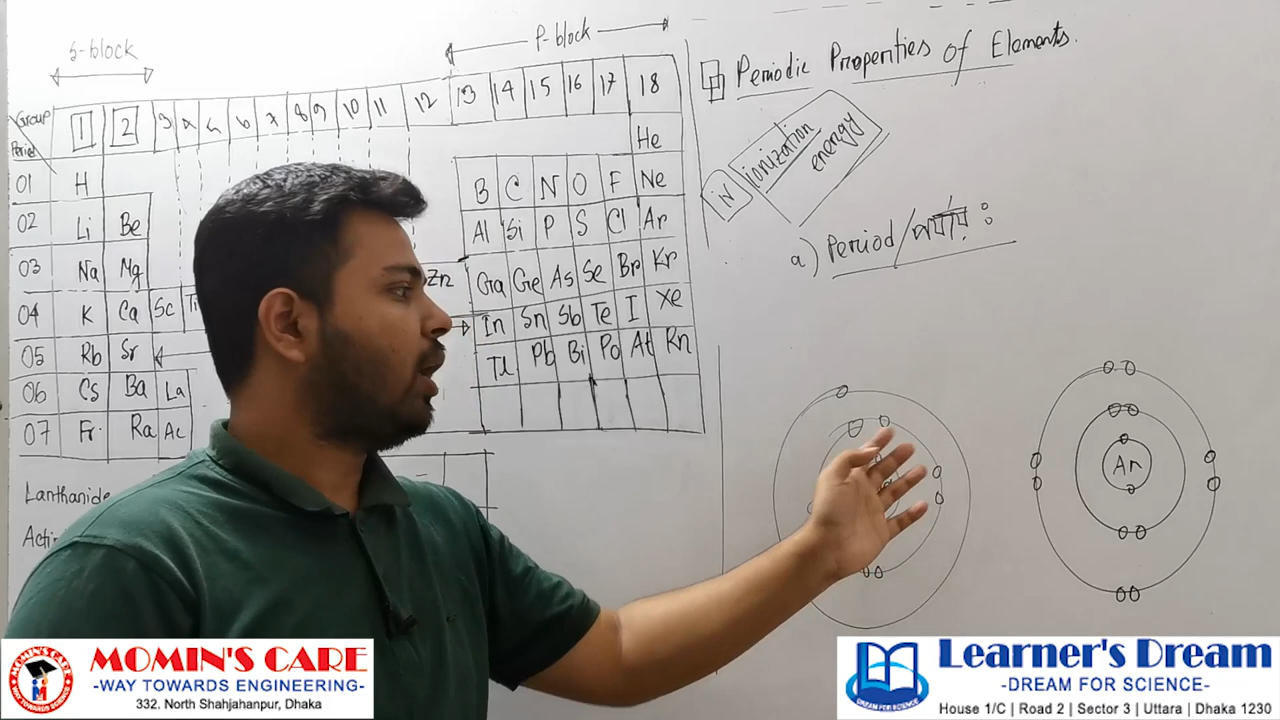 S-block
P-block
Periodic Properties of Elements.
Group
Period
1 2 3 4 5 6 7 8 9 10 11 12 13 14 15 16 17 18
He
01 H B C N O F Ne
02 Li Be Al Si P S Cl Ar
03 Na Mg Zn Ga Ge As Se Br Kr
04 K Ca Sc Ti In Sn Sb Te I Xe
05 Rb Sr Tl Pb Bi Po At Rn
06 Cs Ba La
07 Fr Ra Ac
Lanthanide
iv ionization
energy
a) Period/পর্যায়:
Ar
MOMIN'S CARE
-WAY TOWARDS ENGINEERING-
332, North Shahjahanpur, Dhaka
Learner's Dream
-DREAM FOR SCIENCE-
House 1/C | Road 2 | Sector 3 | Uttara | Dhaka 1230